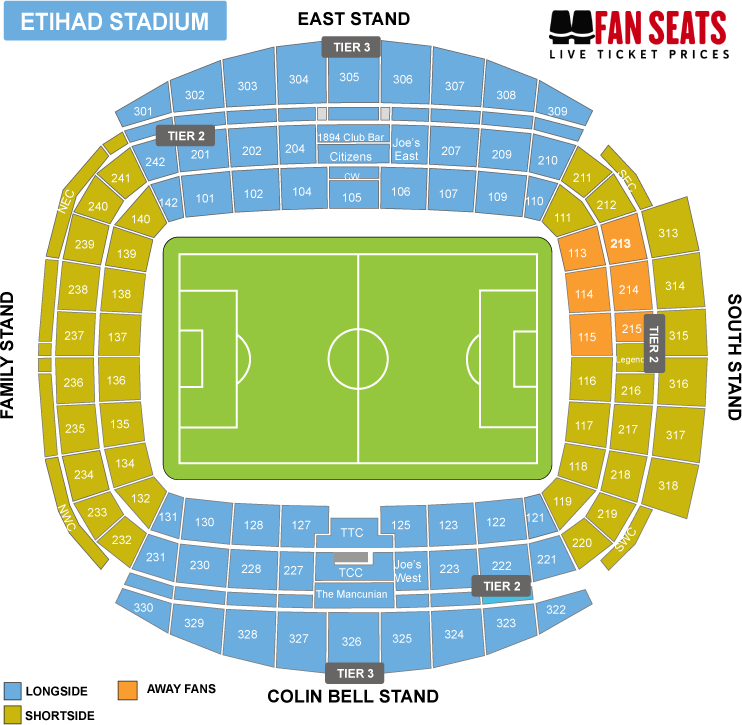 ETIHAD STADIUM
EAST STAND
FAN SEATS
LIVE TICKET PRICES
TIER 3
301 302 303 304 305 306 307 308 309
TIER 2
1894 Club Bar
Citizens
Joe's
East
CW
242 201 202 204 207 209 210
142 101 102 104 105 106 107 109 110
NEC
241
240
239
238
237
236
235
234
233
232
NWC
140
139
138
137
136
135
134
132
FAMILY STAND
SEC
211
212
213
214
215
Legends
216
217
218
219
220
SWC
111
113
114
115
116
117
118
119
313
314
315
316
317
318
TIER 2
SOUTH STAND
131 130 128 127 TTC 125 123 122 121
231 230 228 227 TCC
Joe's
West
223 222 221
The Mancunian
TIER 2
330 329 328 327 326 325 324 323 322
TIER 3
COLIN BELL STAND
LONGSIDE
SHORTSIDE
AWAY FANS